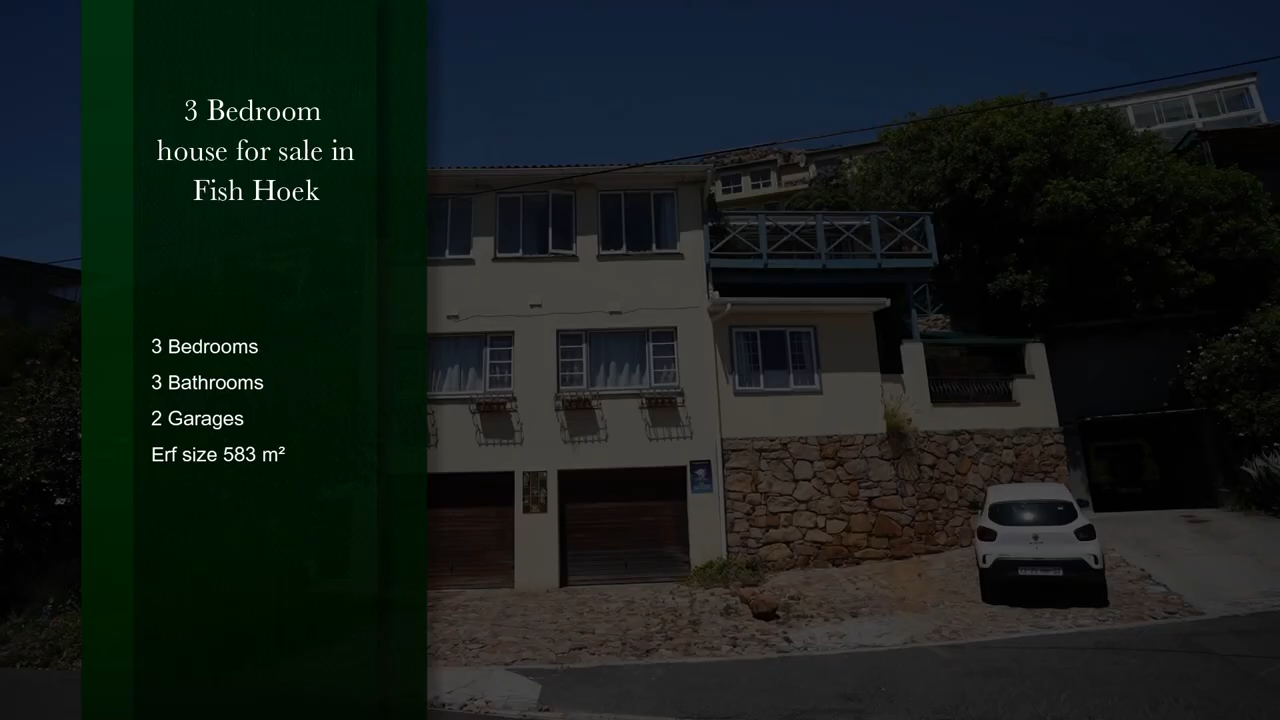 3 Bedroom
house for sale in
Fish Hoek
3 Bedrooms
3 Bathrooms
2 Garages
Erf size 583 m²